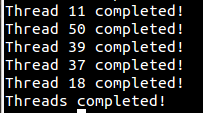 Thread 11 completed!
Thread 50 completed!
Thread 39 completed!
Thread 37 completed!
Thread 18 completed!
Threads completed!